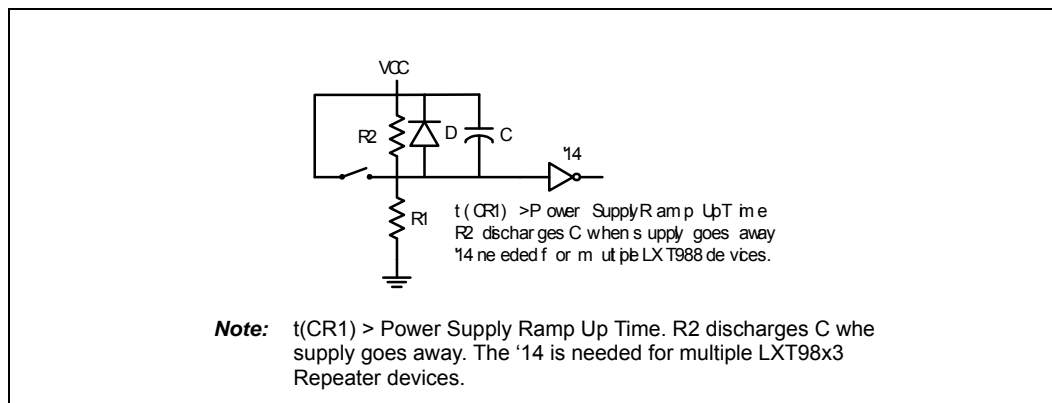 VCC
R2
D
C
'14
R1
t(CR1) >Power Supply Ramp Up Time
R2 discharges C when supply goes away
'14 needed for multiple LXT988 devices.
Note: t(CR1) > Power Supply Ramp Up Time. R2 discharges C whe
supply goes away. The ‘14 is needed for multiple LXT98x3
Repeater devices.